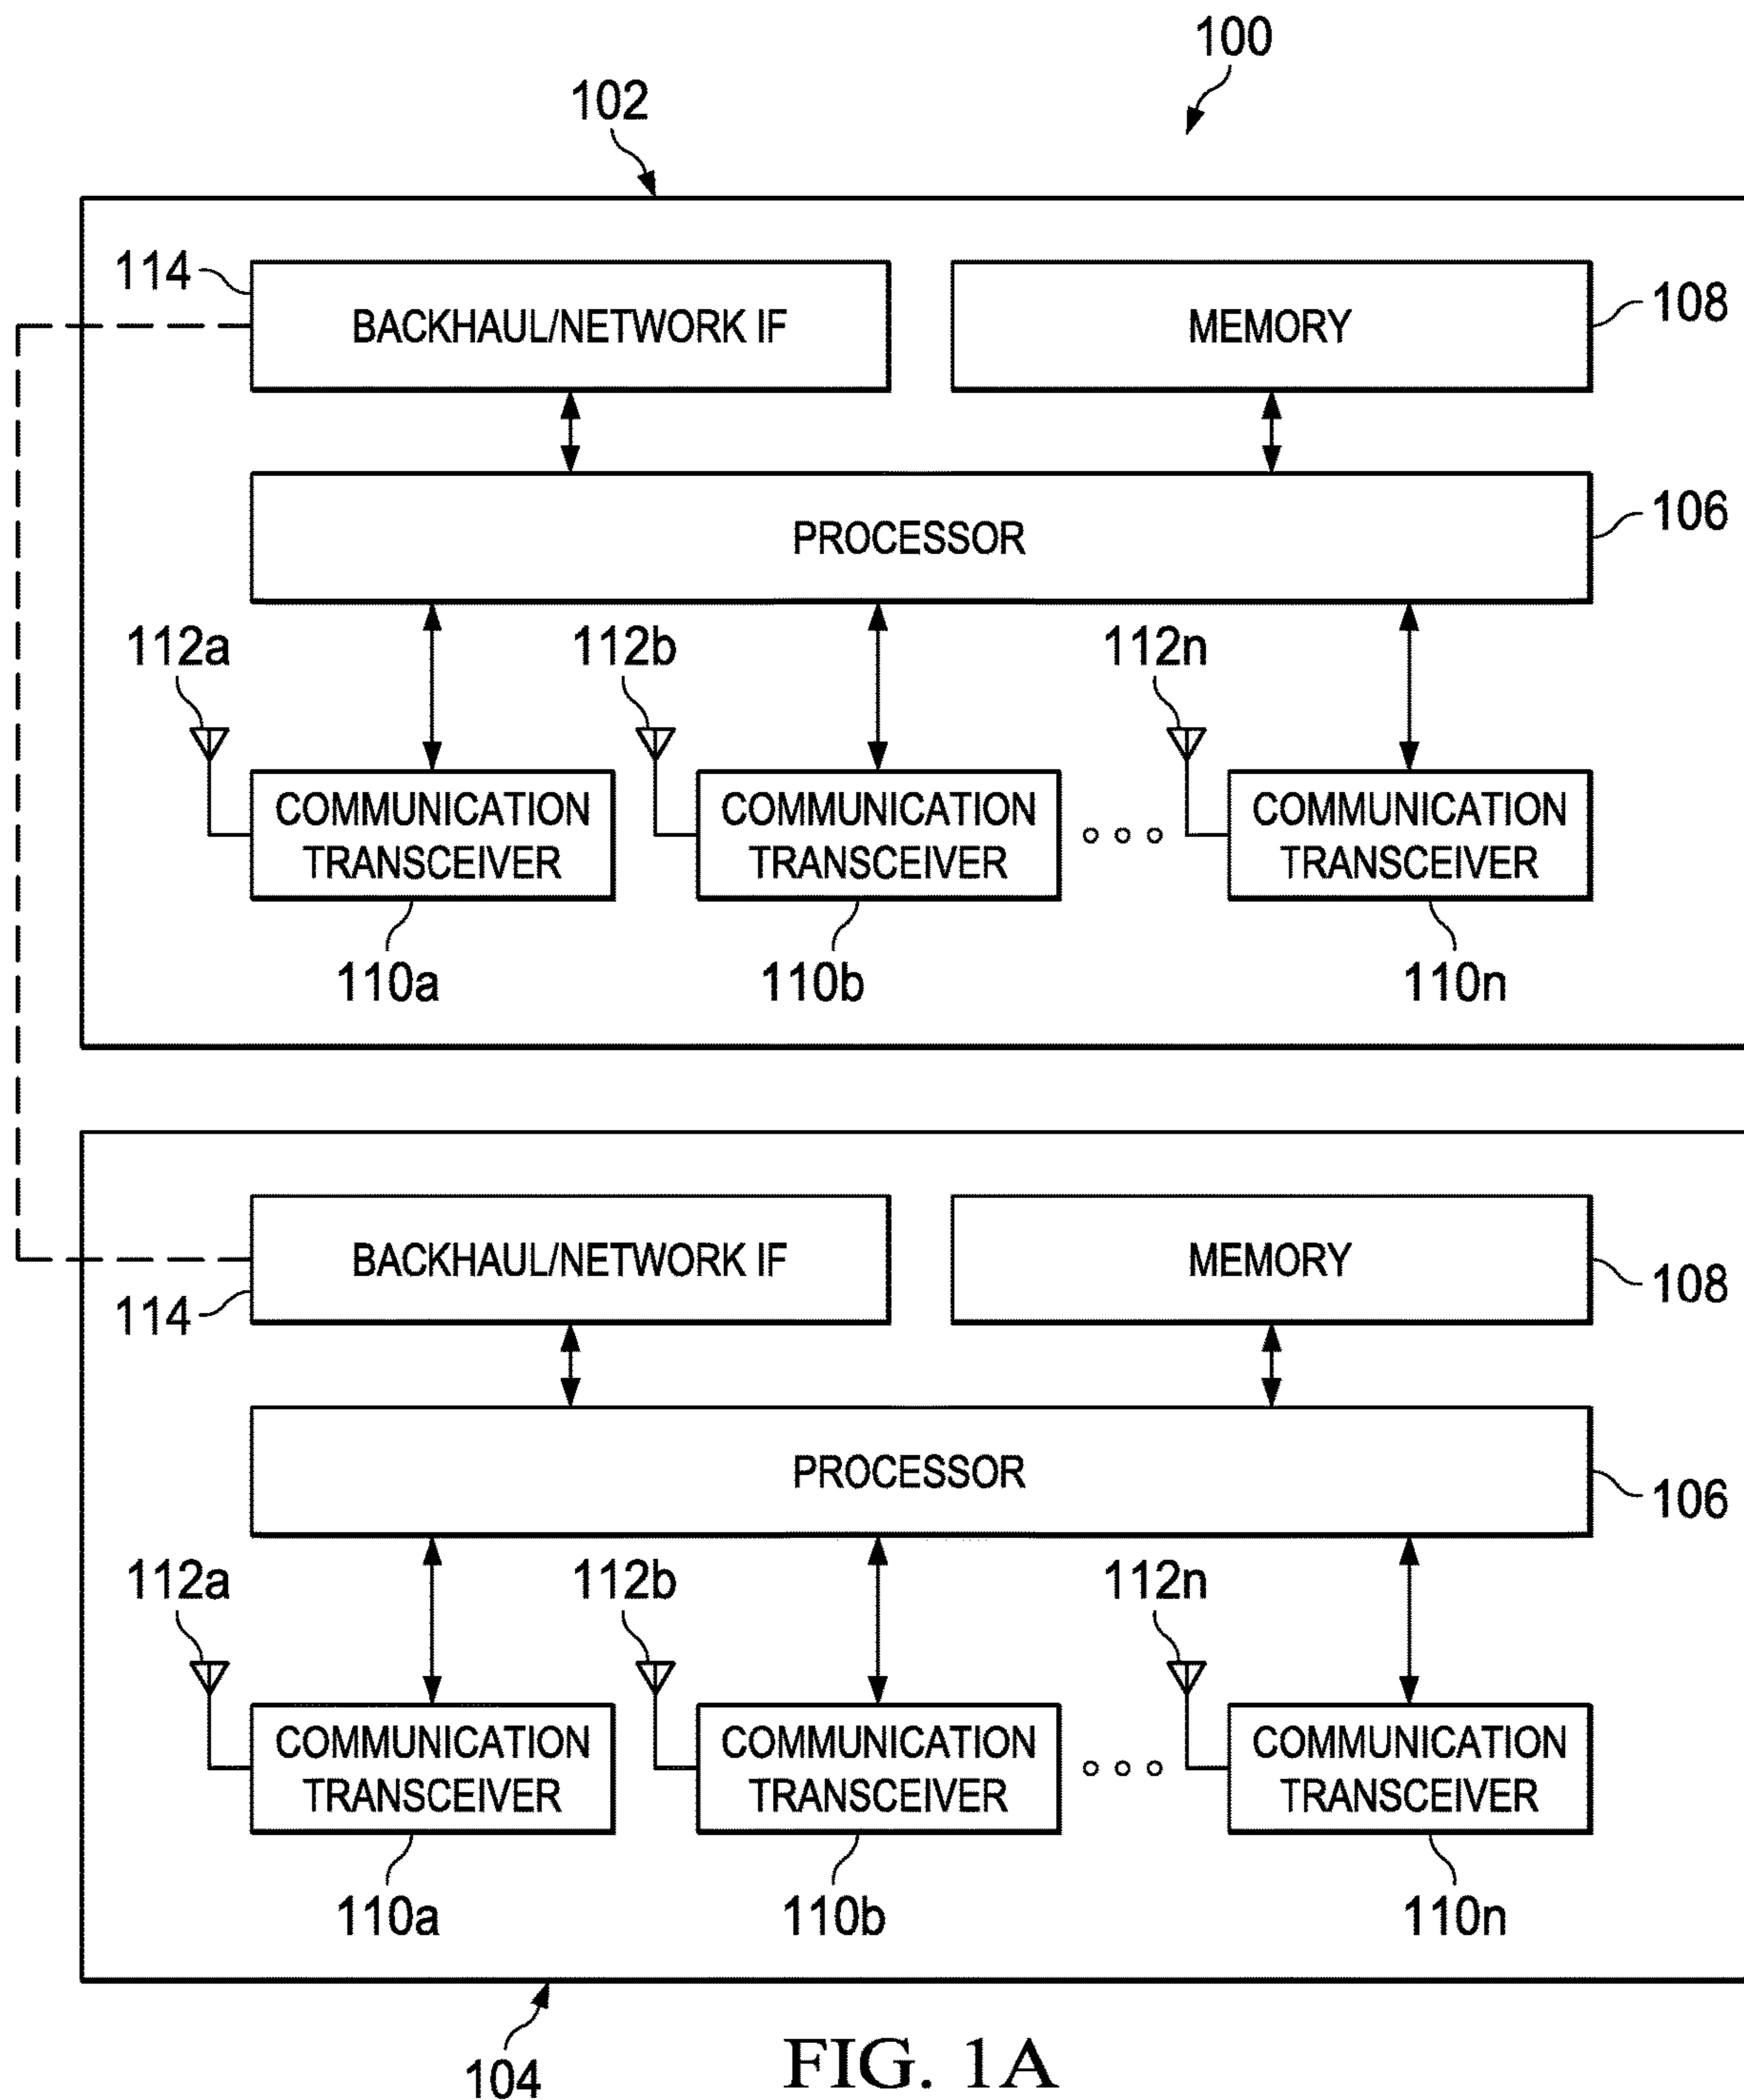 100
102
114
BACKHAUL/NETWORK IF
MEMORY
108
PROCESSOR
106
112a
112b
112n
COMMUNICATION
TRANSCEIVER
COMMUNICATION
TRANSCEIVER
COMMUNICATION
TRANSCEIVER
110a
110b
110n
BACKHAUL/NETWORK IF
MEMORY
108
114
PROCESSOR
106
112a
112b
112n
COMMUNICATION
TRANSCEIVER
COMMUNICATION
TRANSCEIVER
COMMUNICATION
TRANSCEIVER
110a
110b
110n
104
FIG. 1A